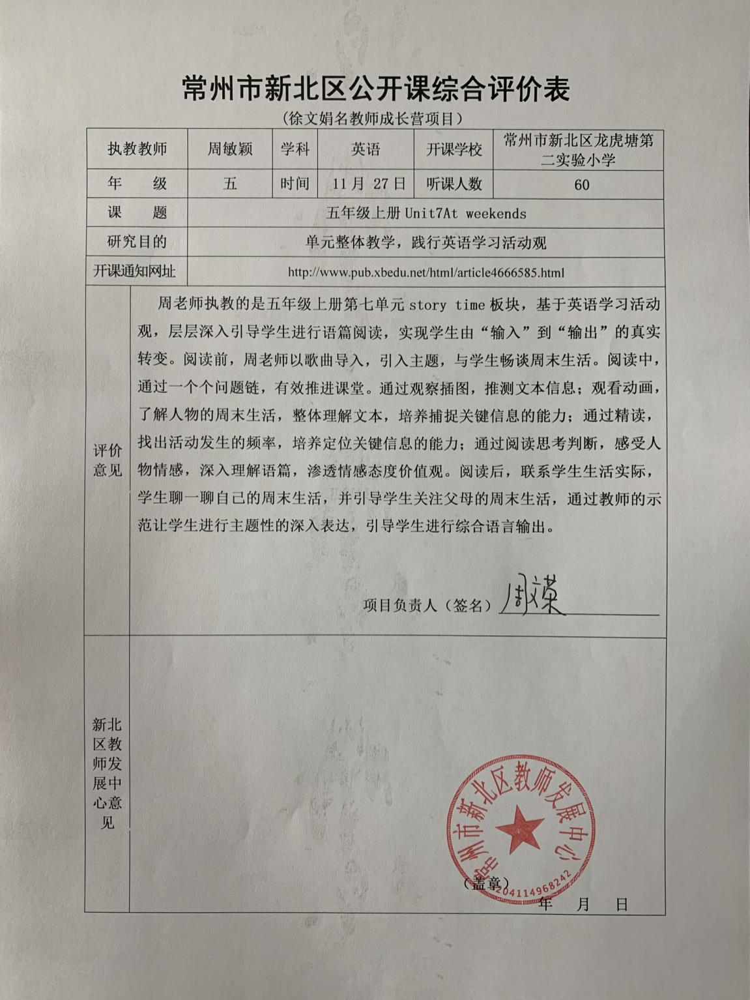 常州市新北区公开课综合评价表
（徐文娟名教师成长营项目）
执教教师 周敏颖 学科 英语 开课学校 常州市新北区龙虎塘第
二实验小学
年 级 五 时间 11月 27日 听课人数 60
课 题 五年级上册 Unit7At weekends
研究目的 单元整体教学，践行英语学习活动观
开课通知网址 http://www.pub.xbedu.net/html/article4666585.html
评价
意见
周老师执教的是五年级上册第七单元 story time 板块，基于英语学习活动
观，层层深入引导学生进行语篇阅读，实现学生由“输入”到“输出”的真实
转变。阅读前，周老师以歌曲导入，引入主题，与学生畅谈周末生活。阅读中，
通过一个个问题链，有效推进课堂。通过观察插图，推测文本信息；观看动画，
了解人物的周末生活，整体理解文本，培养捕捉关键信息的能力；通过精读，
找出活动发生的频率，培养定位关键信息的能力；通过阅读思考判断，感受人
物情感，深入理解语篇，渗透情感态度价值观。阅读后，联系学生生活实际，
学生聊一聊自己的周末生活，并引导学生关注父母的周末生活，通过教师的示
范让学生进行主题性的深入表达，引导学生进行综合语言输出。
项目负责人（签名） 周文荣
新北
区教
师发
展中
心意
见
常州市新北区教师发展中心
（盖章）
3204114968242
年 月 日